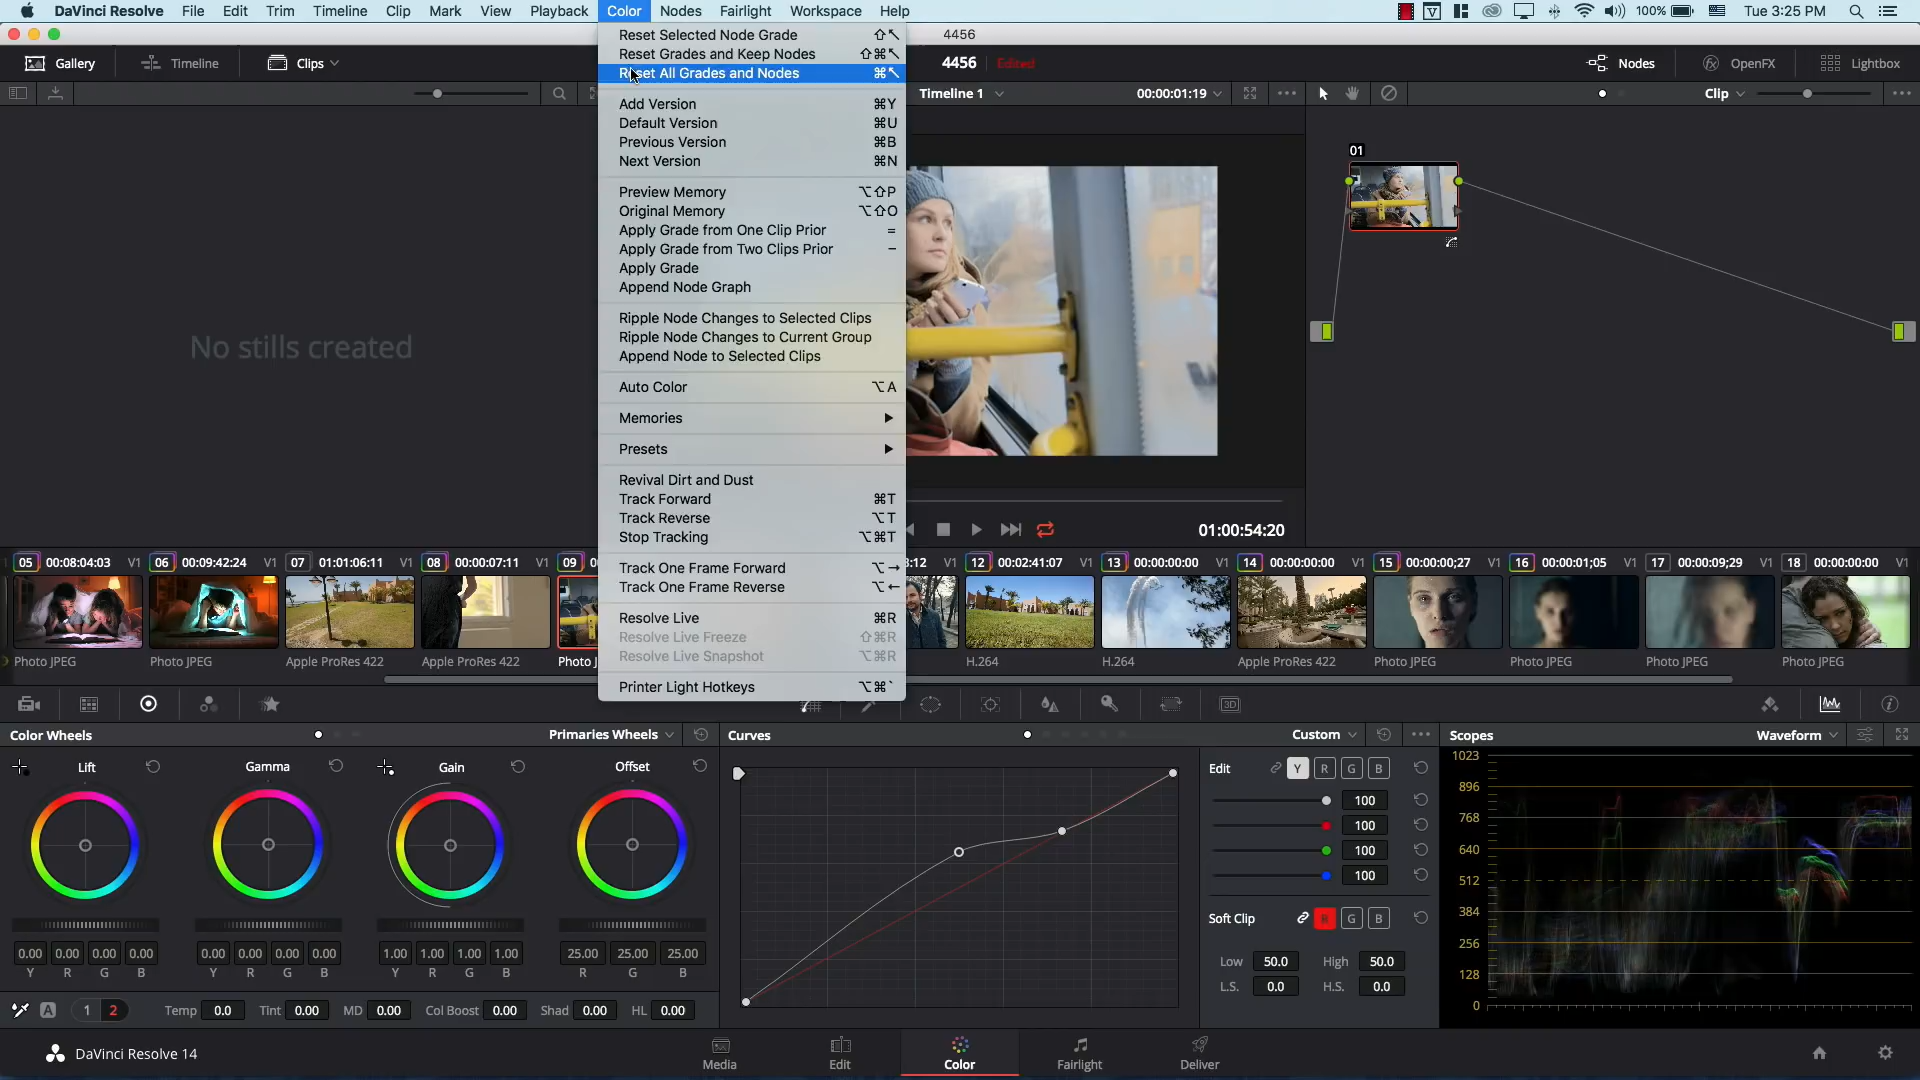 DaVinci Resolve File Edit Trim Timeline Clip Mark View Playback Color Nodes Fairlight Workspace Help 100% Tue 3:25 PM
4456
Gallery Timeline Clips 4456 Edited Nodes OpenFX Lightbox
Timeline 1 00:00:01:19 Clip
Reset Selected Node Grade ⇧↖
Reset Grades and Keep Nodes ⇧⌘↖
Reset All Grades and Nodes ⌘↖
Add Version ⌘Y
Default Version ⌘U
Previous Version ⌘B
Next Version ⌘N
Preview Memory ⌥⇧P
Original Memory ⌥⇧O
Apply Grade from One Clip Prior =
Apply Grade from Two Clips Prior −
Apply Grade
Append Node Graph
Ripple Node Changes to Selected Clips
Ripple Node Changes to Current Group
Append Node to Selected Clips
Auto Color ⌥A
Memories
Presets
Revival Dirt and Dust
Track Forward ⌘T
Track Reverse ⌥T
Stop Tracking ⌥⌘T
Track One Frame Forward ⌥→
Track One Frame Reverse ⌥←
Resolve Live ⌘R
Resolve Live Freeze ⇧⌘R
Resolve Live Snapshot ⌥⌘R
Printer Light Hotkeys ⌥⌘`
No stills created
01
01:00:54:20
05 00:08:04:03 V1 06 00:09:42:24 V1 07 01:01:06:11 V1 08 00:00:07:11 V1 09 00 3:12 V1 12 00:02:41:07 V1 13 00:00:00:00 V1 14 00:00:00:00 V1 15 00:00:00;27 V1 16 00:00:01;05 V1 17 00:00:09;29 V1 18 00:00:00:00 V1
Photo JPEG Photo JPEG Apple ProRes 422 Apple ProRes 422 Photo J H.264 H.264 Apple ProRes 422 Photo JPEG Photo JPEG Photo JPEG Photo JPEG
3D
Color Wheels Primaries Wheels Curves Custom Scopes Waveform
Lift Gamma Gain Offset
0.00 0.00 0.00 0.00 0.00 0.00 0.00 0.00 1.00 1.00 1.00 1.00 25.00 25.00 25.00
Y R G B Y R G B Y R G B R G B
A 1 2 Temp 0.0 Tint 0.00 MD 0.00 Col Boost 0.00 Shad 0.00 HL 0.00
Edit Y R G B
100
100
100
100
Soft Clip R G B
Low 50.0 High 50.0
L.S. 0.0 H.S. 0.0
1023
896
768
640
512
384
256
128
0
DaVinci Resolve 14 Media Edit Color Fairlight Deliver